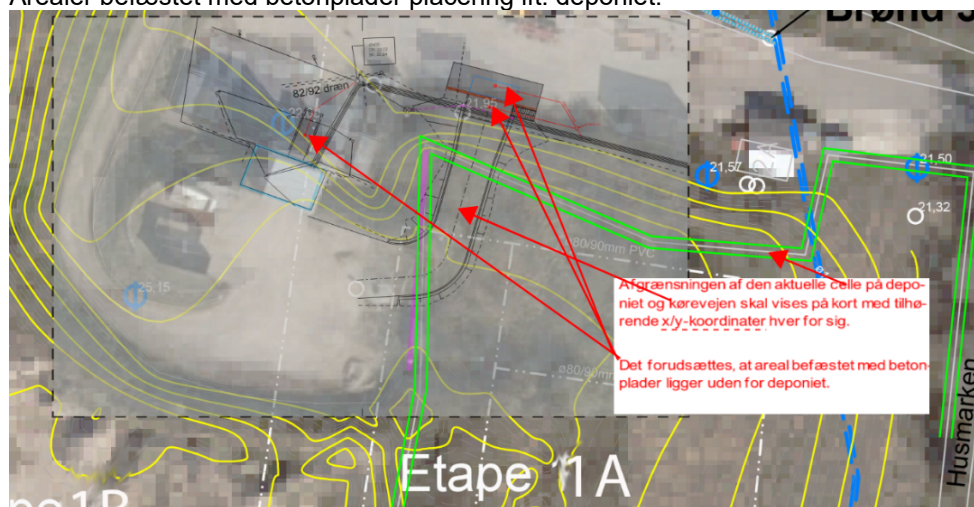 Arealer befæstet med betonplader placering ift. deponiet.
82/92 dræn
21,95
21,57
21,50
21,32
25,15
80/90mm PVC
Afgrænsningen af den aktuelle celle på depo-
niet og kørevejen skal vises på kort med tilhø-
rende x/y-koordinater hver for sig.
Det forudsættes, at areal befæstet med beton-
plader ligger uden for deponiet.
ø80/90mm
Etape 1A
Husmarken